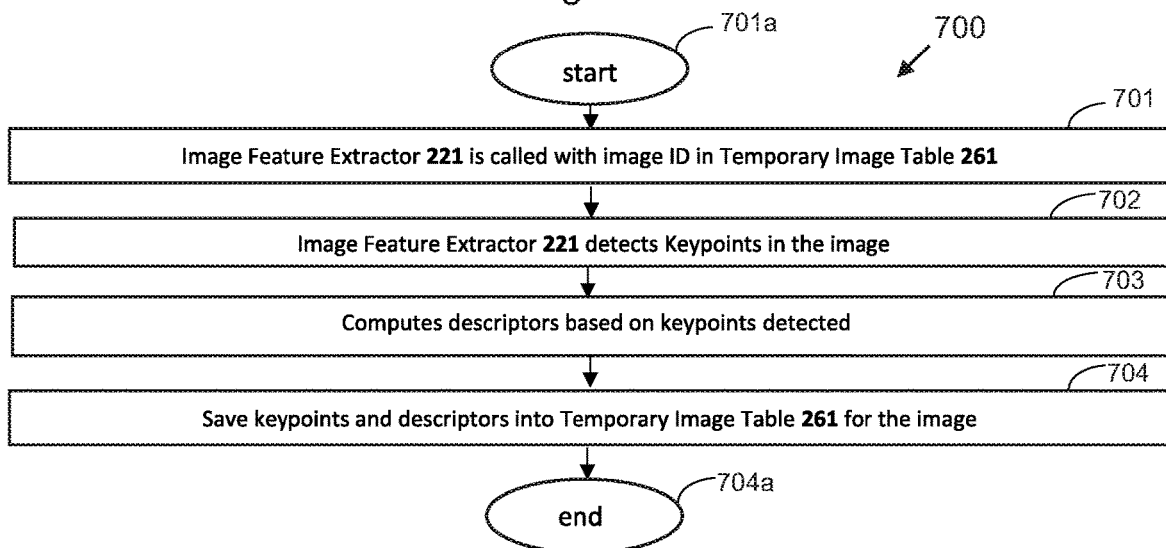 701a
700
start
701
Image Feature Extractor 221 is called with image ID in Temporary Image Table 261
702
Image Feature Extractor 221 detects Keypoints in the image
703
Computes descriptors based on keypoints detected
704
Save keypoints and descriptors into Temporary Image Table 261 for the image
704a
end